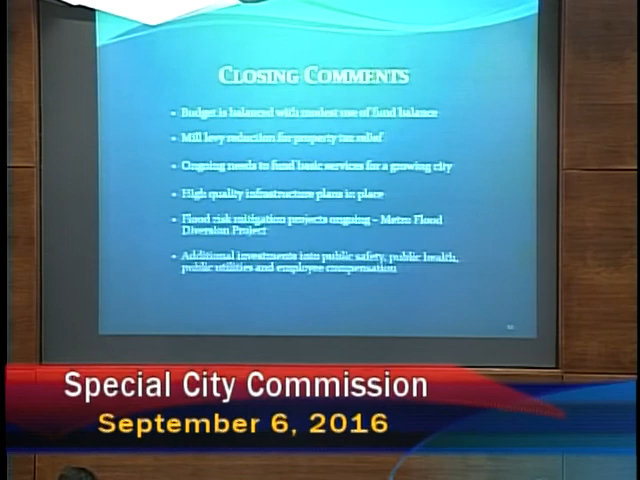 CLOSING COMMENTS
• Budget is balanced with modest use of fund balance
• Mill levy reduction for property tax relief
• Ongoing needs to fund basic services for a growing city
• High quality infrastructure plans in place
• Flood risk mitigation projects ongoing – Metro Flood
Diversion Project
• Additional investments into public safety, public health,
public utilities and employee compensation
Special City Commission
September 6, 2016